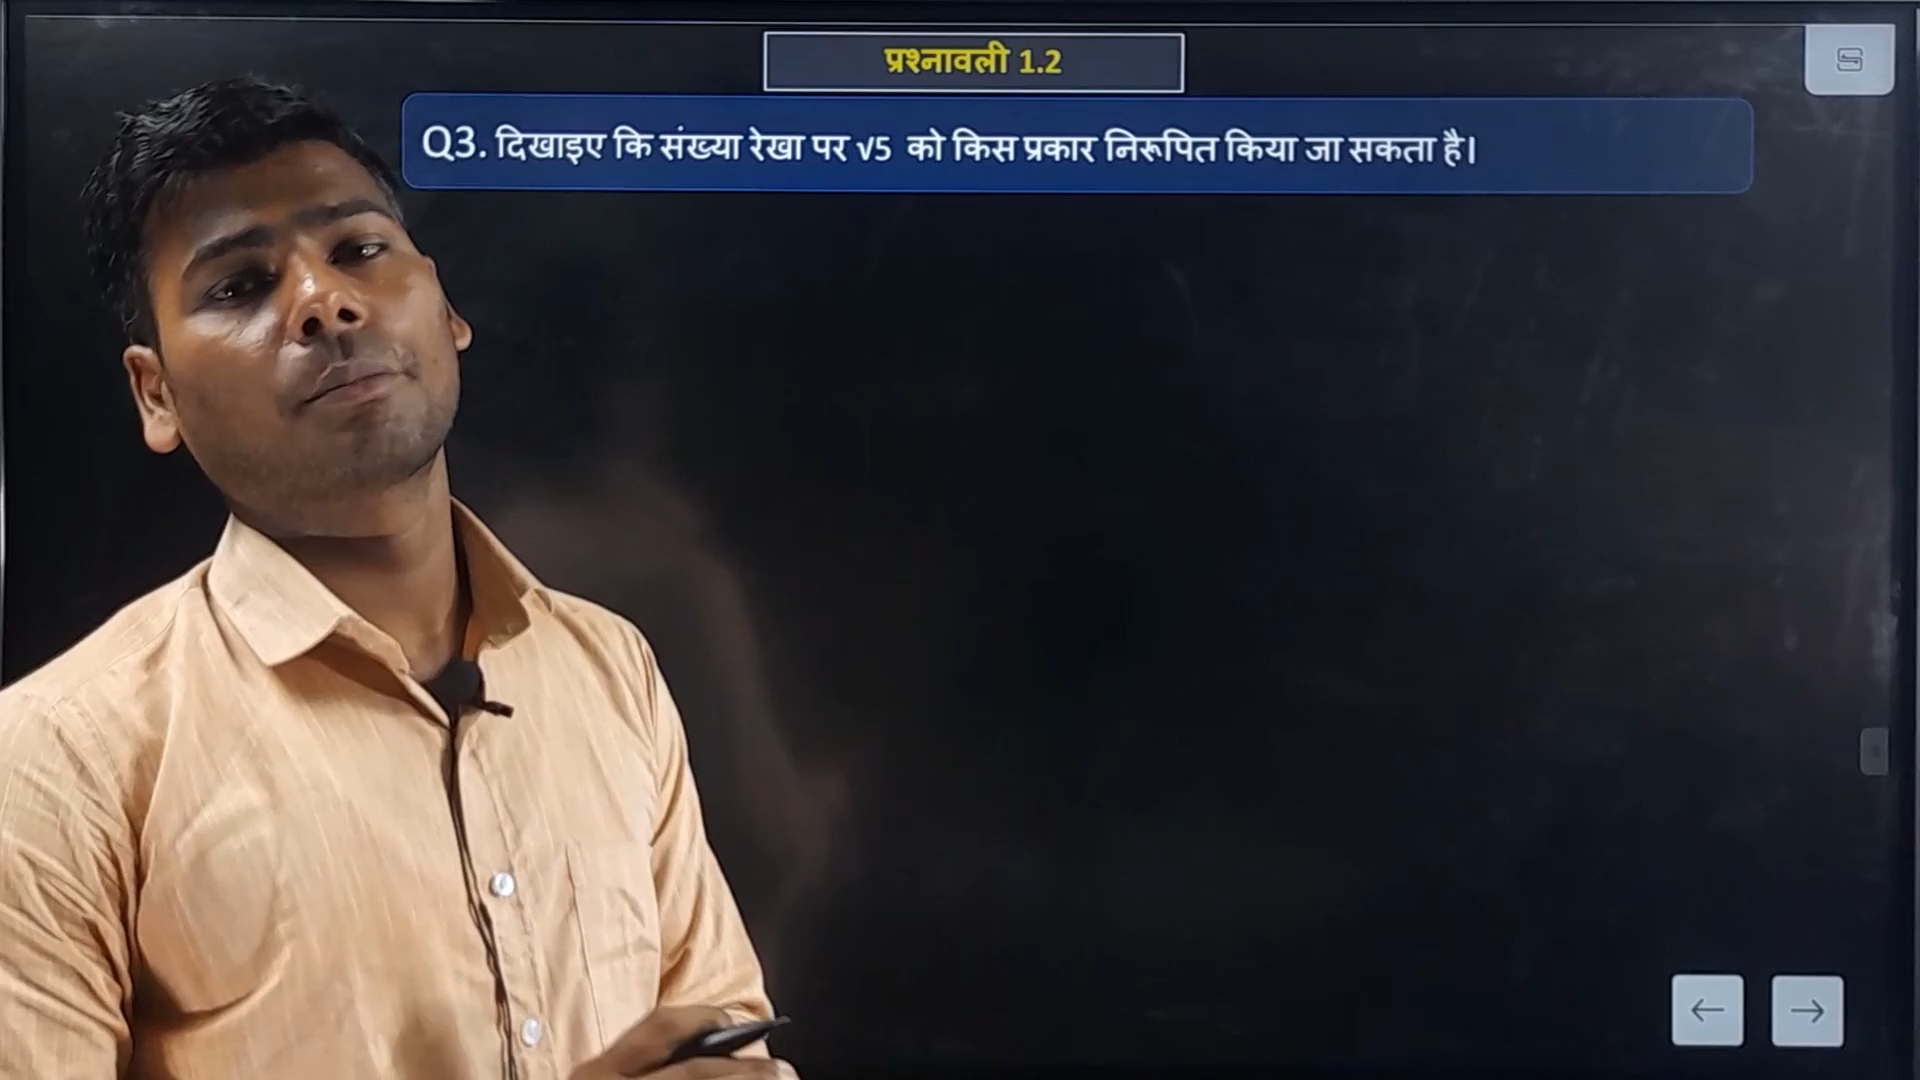 प्रश्नावली 1.2
Q3. दिखाइए कि संख्या रेखा पर √5 को किस प्रकार निरूपित किया जा सकता है।